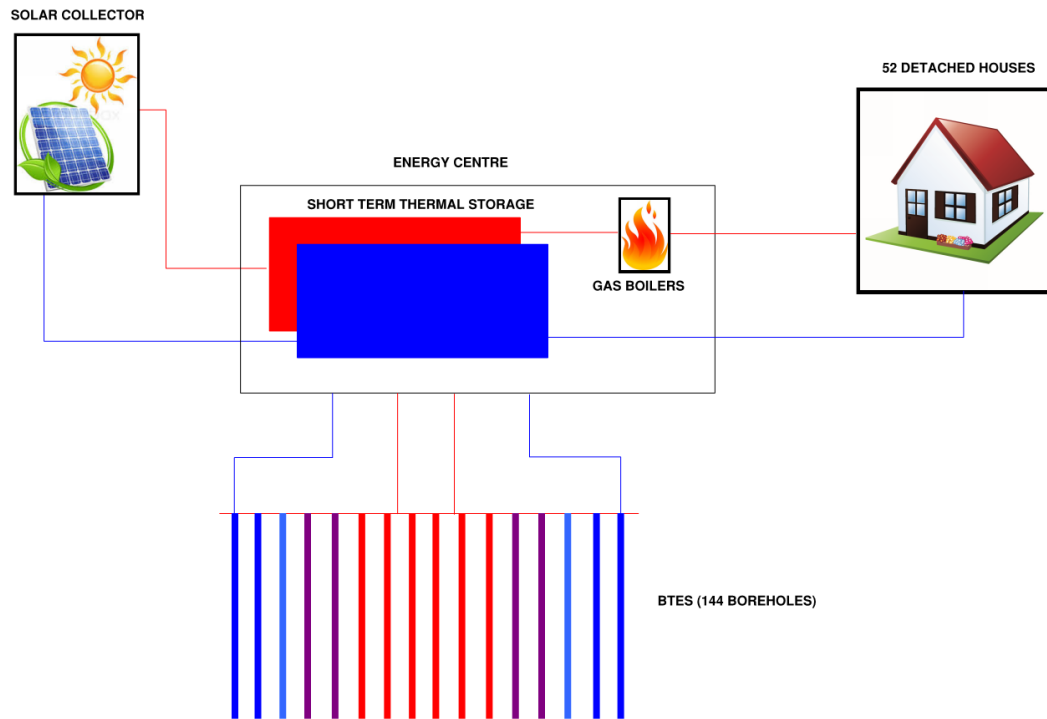 SOLAR COLLECTOR
52 DETACHED HOUSES
ENERGY CENTRE
SHORT TERM THERMAL STORAGE
GAS BOILERS
BTES (144 BOREHOLES)